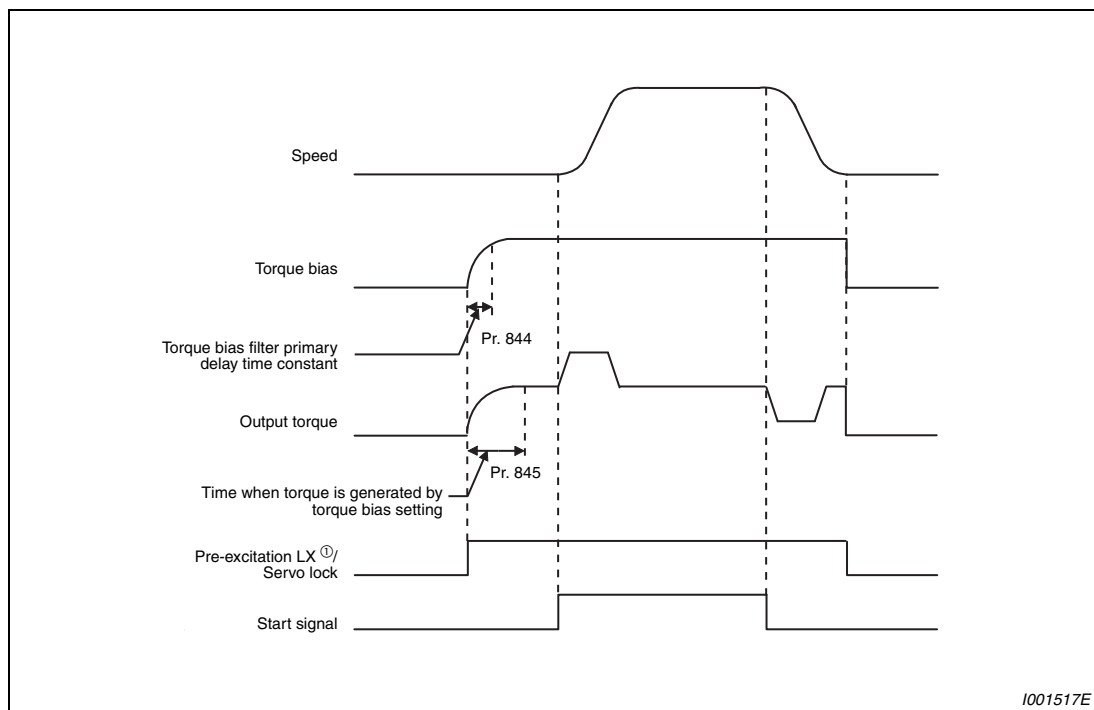 Speed
Torque bias
Pr. 844
Torque bias filter primary
delay time constant
Output torque
Pr. 845
Time when torque is generated by
torque bias setting
Pre-excitation LX ①/
Servo lock
Start signal
I001517E